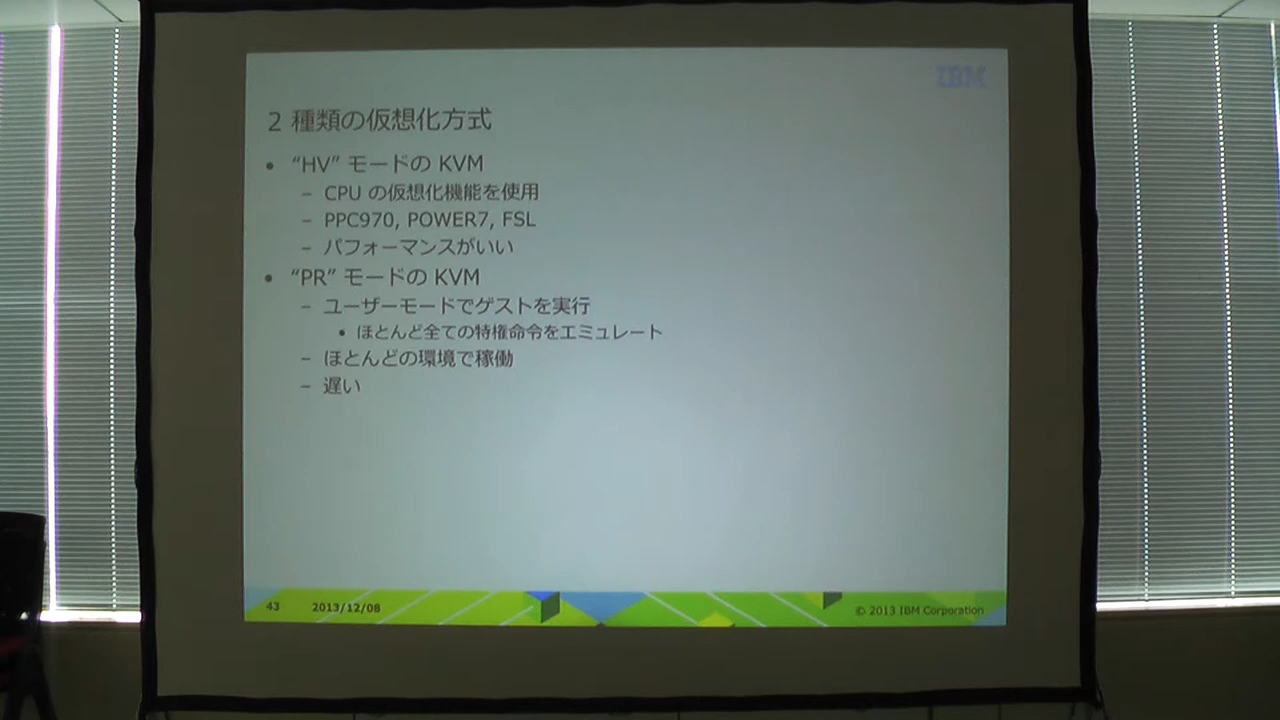 IBM
2 種類の仮想化方式
• “HV” モードの KVM
– CPU の仮想化機能を使用
– PPC970, POWER7, FSL
– パフォーマンスがいい
• “PR” モードの KVM
– ユーザーモードでゲストを実行
• ほとんど全ての特権命令をエミュレート
– ほとんどの環境で稼働
– 遅い
43 2013/12/08 © 2013 IBM Corporation